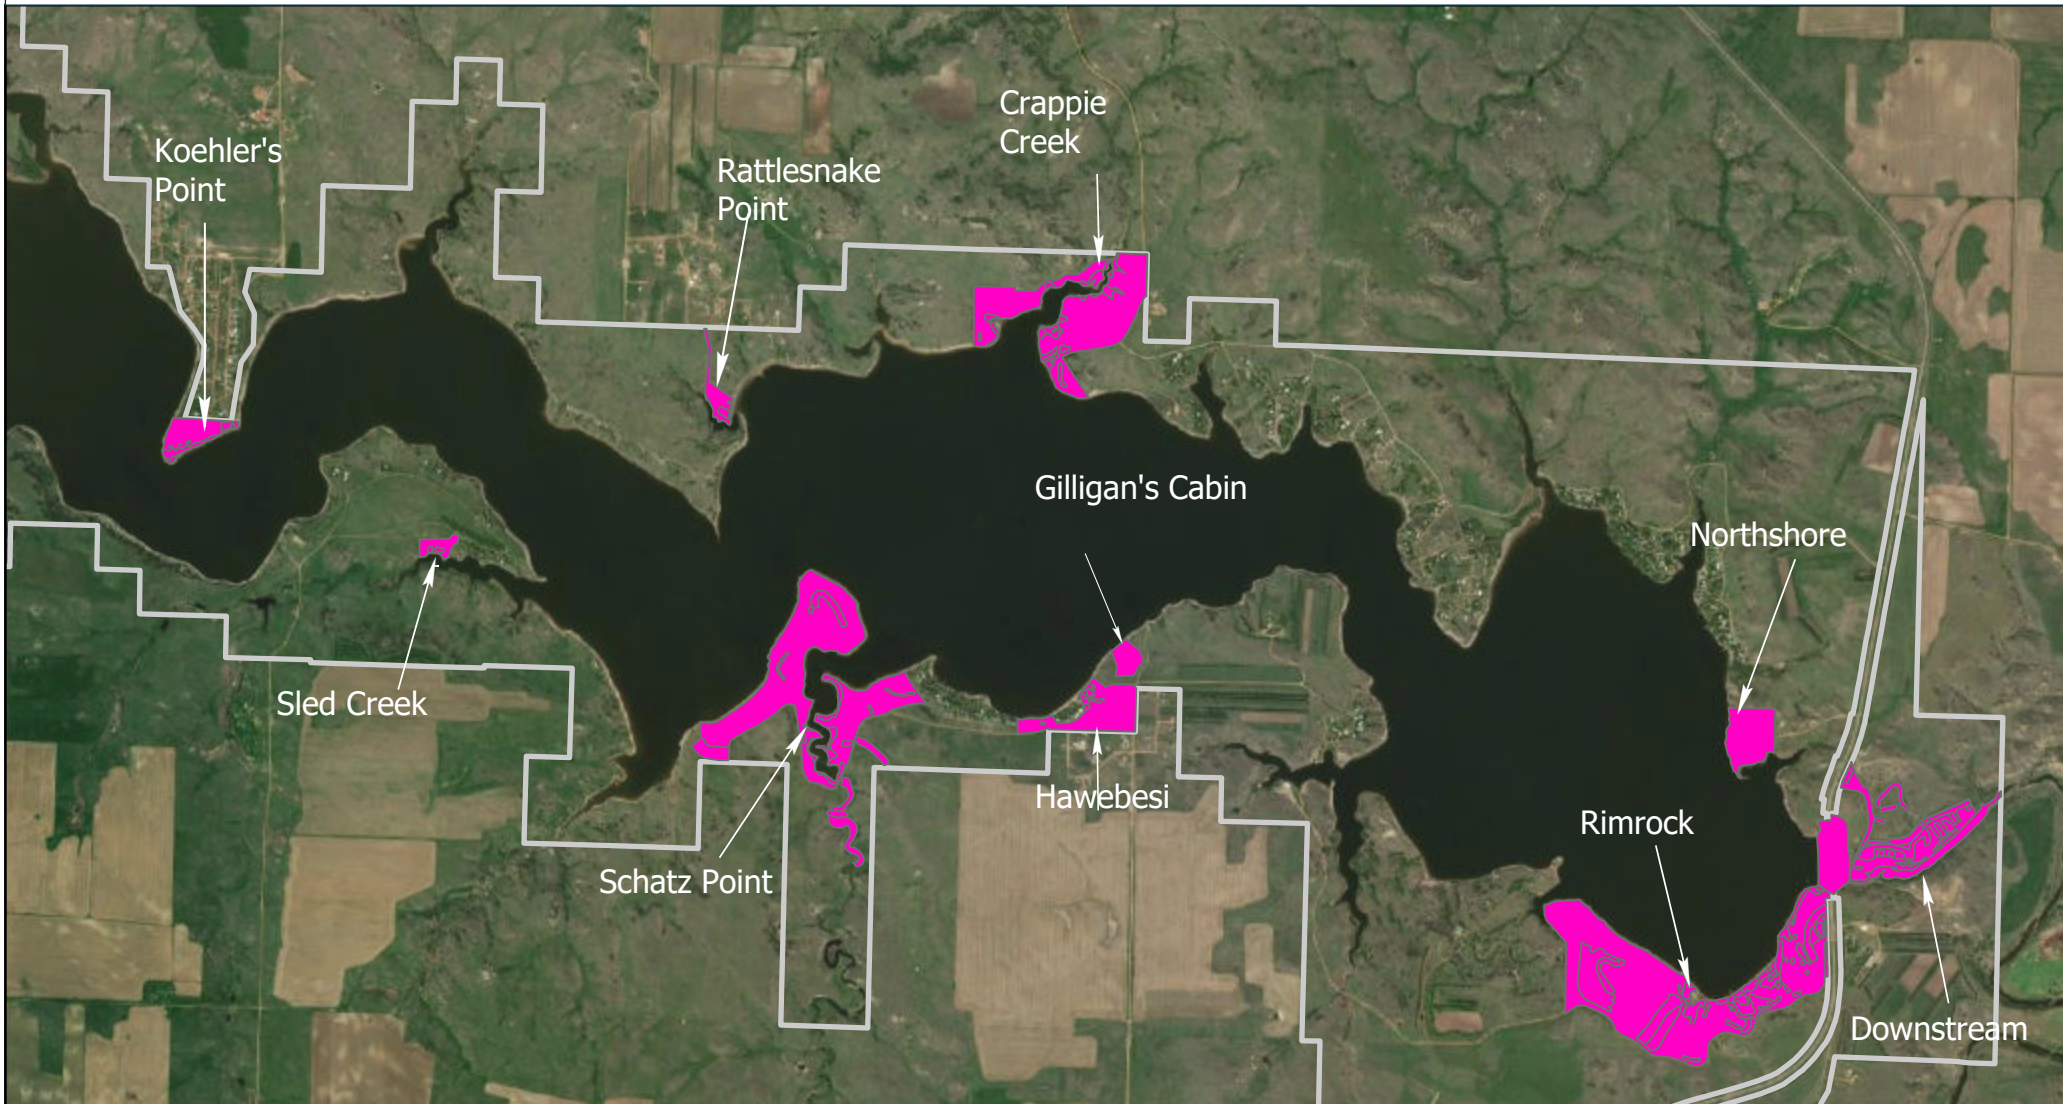 Crappie
Creek
Koehler's
Point
Rattlesnake
Point
Gilligan's Cabin
Northshore
Sled Creek
Hawebesi
Rimrock
Schatz Point
Downstream